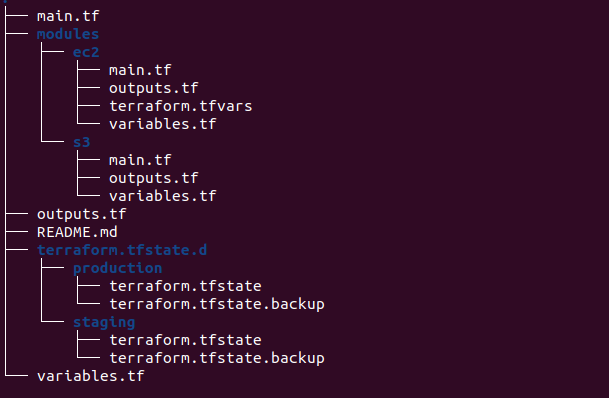 main.tf
modules
ec2
main.tf
outputs.tf
terraform.tfvars
variables.tf
s3
main.tf
outputs.tf
variables.tf
outputs.tf
README.md
terraform.tfstate.d
production
terraform.tfstate
terraform.tfstate.backup
staging
terraform.tfstate
terraform.tfstate.backup
variables.tf